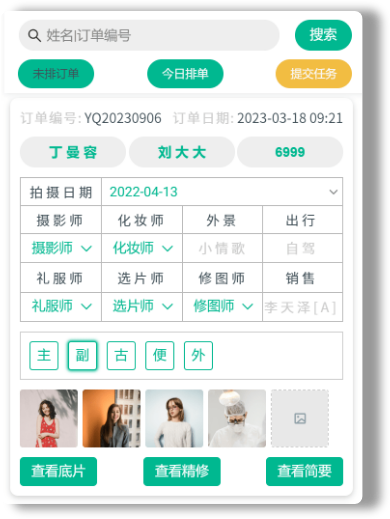 姓名|订单编号 搜索
未排订单 今日排单 提交任务
订单编号: YQ20230906 订单日期: 2023-03-18 09:21
丁曼容 刘大大 6999
拍摄日期 2022-04-13
摄影师 化妆师 外景 出行
摄影师 化妆师 小情歌 自驾
礼服师 选片师 修图师 销售
礼服师 选片师 修图师 李天泽[A]
主 副 古 便 外
查看底片 查看精修 查看简要